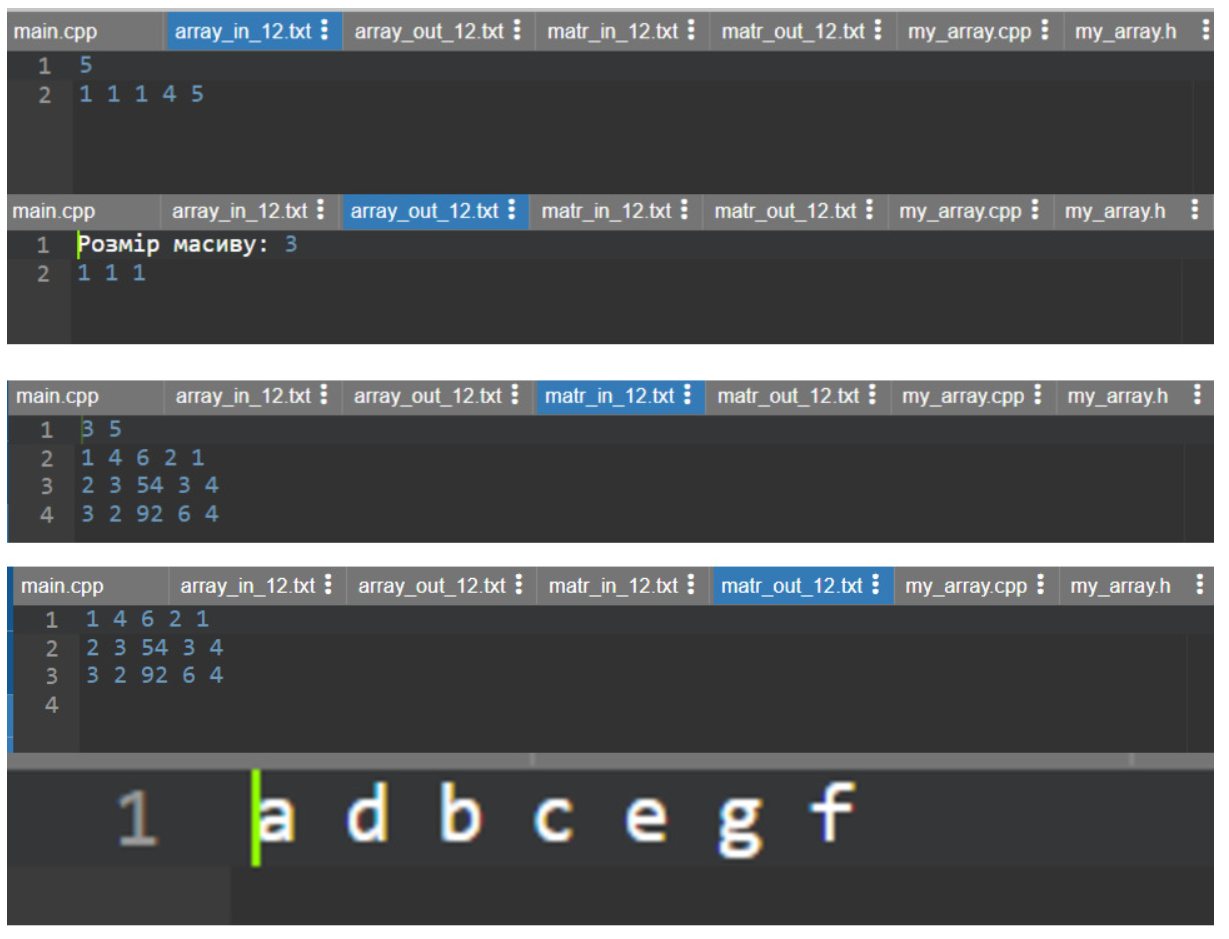 main.cpp array_in_12.txt array_out_12.txt matr_in_12.txt matr_out_12.txt my_array.cpp my_array.h
1 5
2 1 1 1 4 5
main.cpp array_in_12.txt array_out_12.txt matr_in_12.txt matr_out_12.txt my_array.cpp my_array.h
1 Розмір масиву: 3
2 1 1 1
main.cpp array_in_12.txt array_out_12.txt matr_in_12.txt matr_out_12.txt my_array.cpp my_array.h
1 3 5
2 1 4 6 2 1
3 2 3 54 3 4
4 3 2 92 6 4
main.cpp array_in_12.txt array_out_12.txt matr_in_12.txt matr_out_12.txt my_array.cpp my_array.h
1 1 4 6 2 1
2 2 3 54 3 4
3 3 2 92 6 4
4
1 a d b c e g f